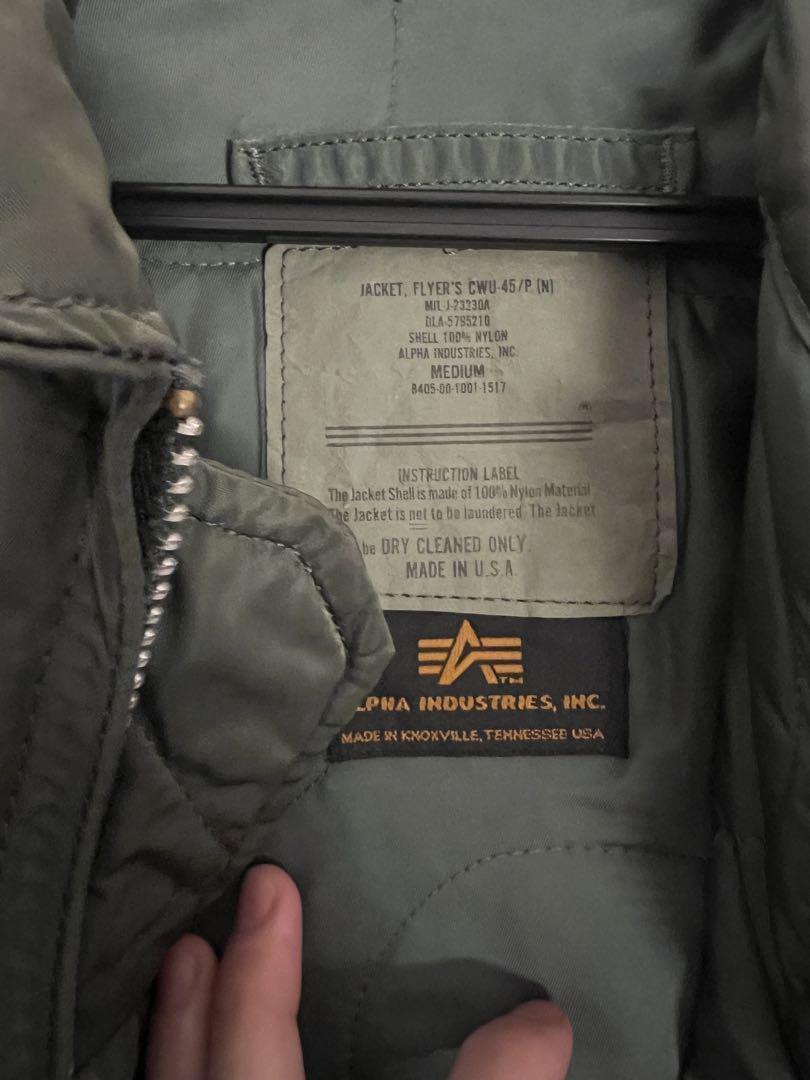 JACKET, FLYER'S CWU-45/P (N)
MIL-J-23230A
DLA-5795210
SHELL 100% NYLON
ALPHA INDUSTRIES, INC.
MEDIUM
8405-00-1001-1517
INSTRUCTION LABEL
The Jacket Shell is made of 100% Nylon Material
The Jacket is not to be laundered. The Jacket
be DRY CLEANED ONLY.
MADE IN U.S.A.
TM
ALPHA INDUSTRIES, INC.
MADE IN KNOXVILLE, TENNESSEE USA